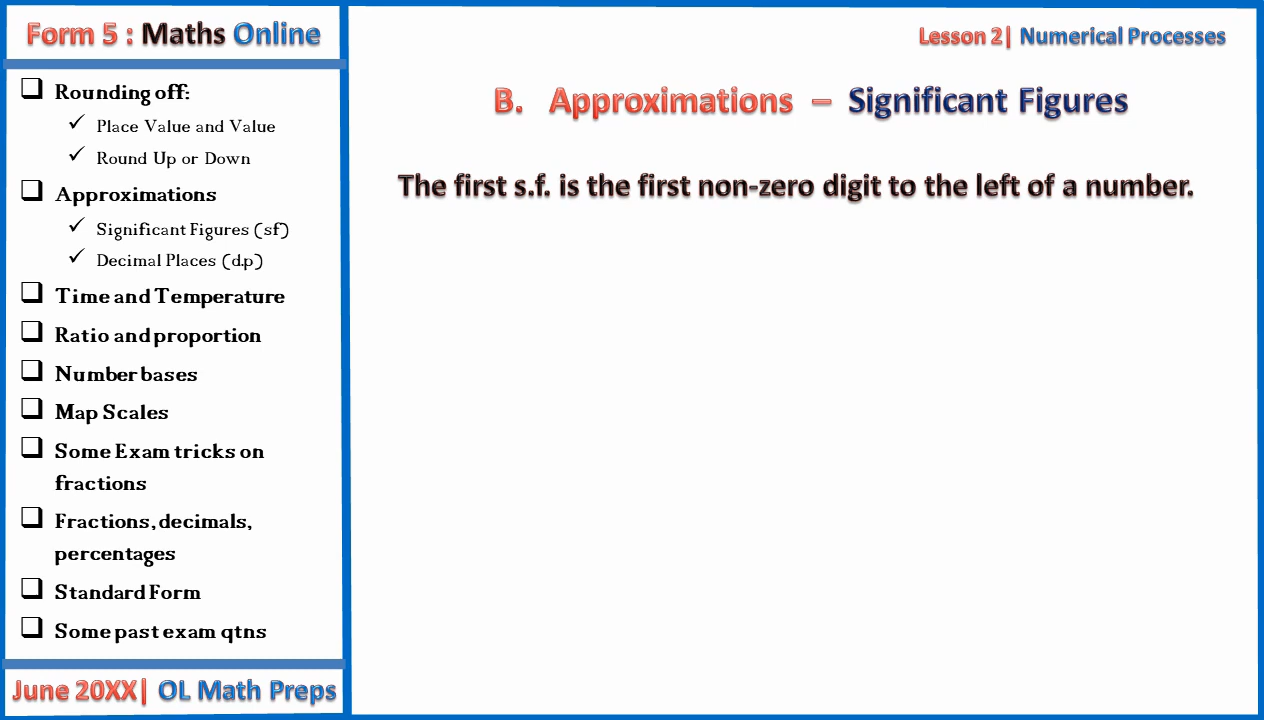 Form 5 : Maths Online
Rounding off:
Place Value and Value
Round Up or Down
Approximations
Significant Figures (sf)
Decimal Places (d.p)
Time and Temperature
Ratio and proportion
Number bases
Map Scales
Some Exam tricks on
fractions
Fractions, decimals,
percentages
Standard Form
Some past exam qtns
June 20XX| OL Math Preps
Lesson 2| Numerical Processes
B. Approximations – Significant Figures
The first s.f. is the first non-zero digit to the left of a number.